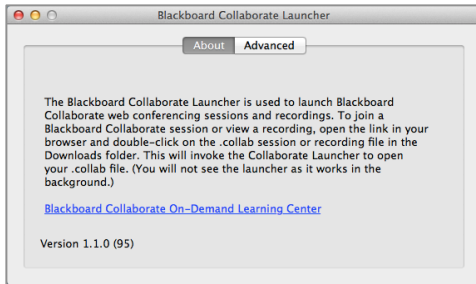 Blackboard Collaborate Launcher
About Advanced
The Blackboard Collaborate Launcher is used to launch Blackboard
Collaborate web conferencing sessions and recordings. To join a
Blackboard Collaborate session or view a recording, open the link in your
browser and double-click on the .collab session or recording file in the
Downloads folder. This will invoke the Collaborate Launcher to open
your .collab file. (You will not see the launcher as it works in the
background.)
Blackboard Collaborate On-Demand Learning Center
Version 1.1.0 (95)